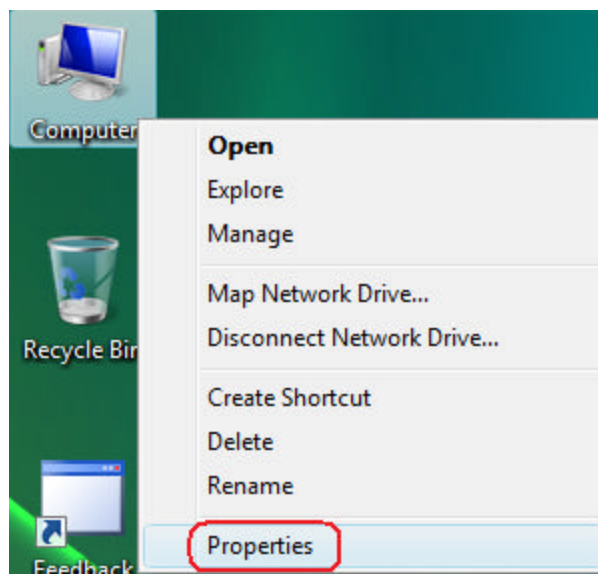 Computer
Open
Explore
Manage
Map Network Drive...
Disconnect Network Drive...
Recycle Bin
Create Shortcut
Delete
Rename
Properties
Feedback